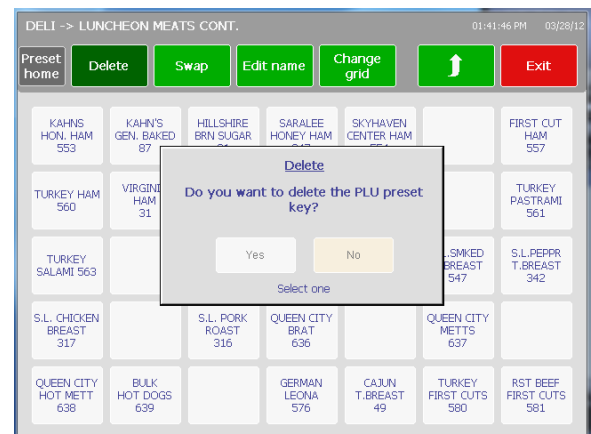 DELI -> LUNCHEON MEATS CONT.
01:41:46 PM 03/28/12
Preset
home
Delete
Swap
Edit name
Change
grid
Exit
KAHNS
HON. HAM
553
KAHN'S
GEN. BAKED
87
HILLSHIRE
BRN SUGAR
SARALEE
HONEY HAM
SKYHAVEN
CENTER HAM
FIRST CUT
HAM
557
Delete
Do you want to delete the PLU preset
key?
Yes
No
Select one
TURKEY HAM
560
VIRGINI
HAM
31
TURKEY
PASTRAMI
561
TURKEY
SALAMI 563
.SMKED
BREAST
547
S.L.PEPPR
T.BREAST
342
S.L. CHICKEN
BREAST
317
S.L. PORK
ROAST
316
QUEEN CITY
BRAT
636
QUEEN CITY
METTS
637
QUEEN CITY
HOT METT
638
BULK
HOT DOGS
639
GERMAN
LEONA
576
CAJUN
T.BREAST
49
TURKEY
FIRST CUTS
580
RST BEEF
FIRST CUTS
581